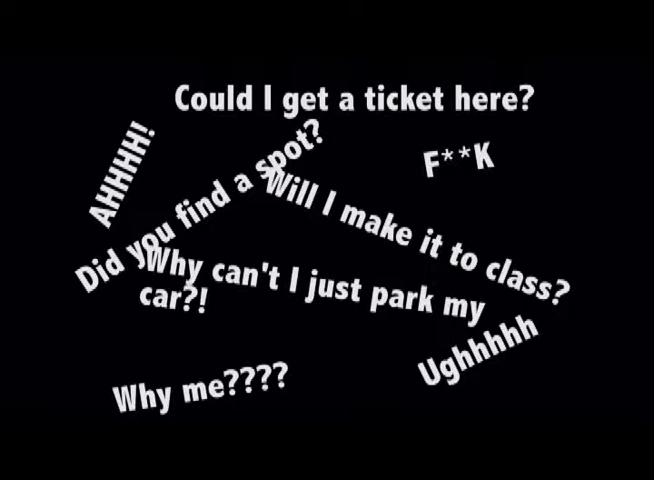 Could I get a ticket here?
AHHHH!
F**K
Did you find a spot?
Will I make it to class?
Why can't I just park my
car?!
Ughhhhh
Why me????